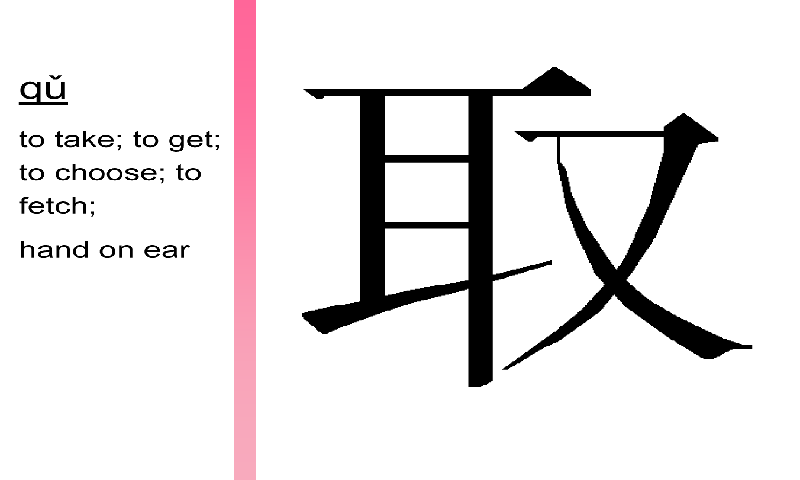 qǔ
to take; to get;
to choose; to
fetch;
hand on ear
取